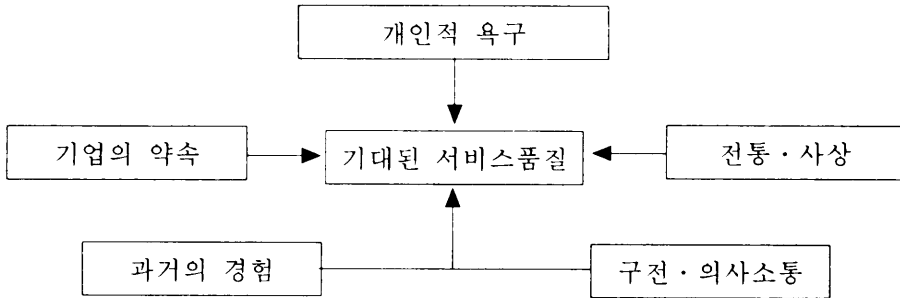 개인적 욕구
기업의 약속
기대된 서비스품질
전통 · 사상
과거의 경험
구전 · 의사소통